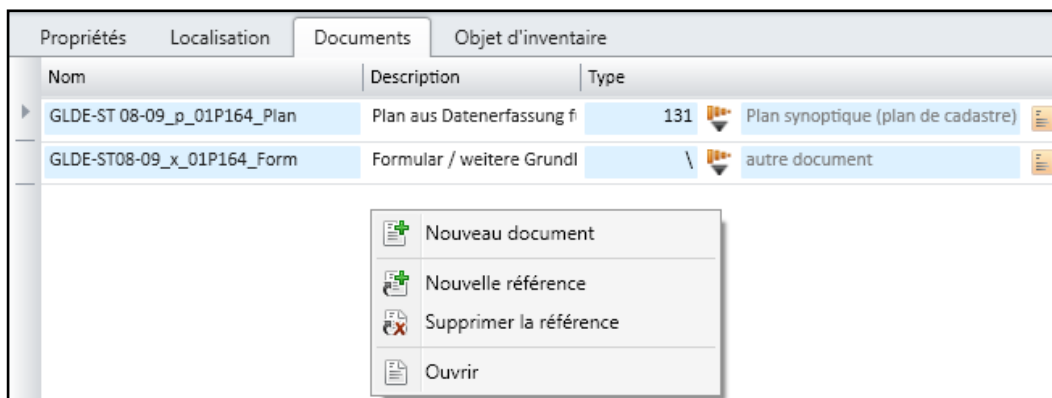 Propriétés Localisation Documents Objet d'inventaire
Nom Description Type
GLDE-ST 08-09_p_01P164_Plan Plan aus Datenerfassung f 131 Plan synoptique (plan de cadastre)
GLDE-ST08-09_x_01P164_Form Formular / weitere Grundl \ autre document
Nouveau document
Nouvelle référence
Supprimer la référence
Ouvrir